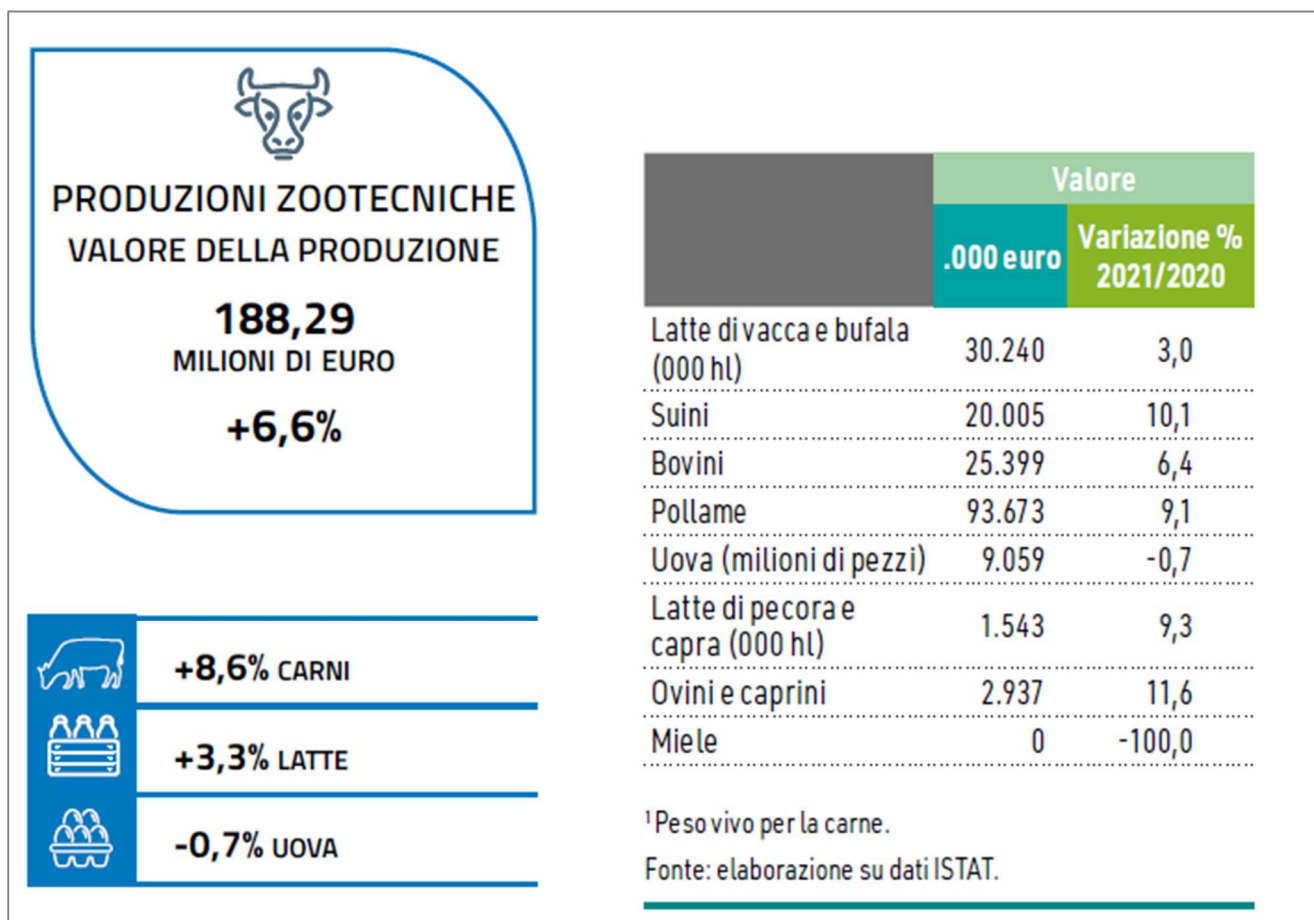 PRODUZIONI ZOOTECNICHE
VALORE DELLA PRODUZIONE
188,29
MILIONI DI EURO
+6,6%
+8,6% CARNI
+3,3% LATTE
-0,7% UOVA
Valore
.000 euro Variazione %
2021/2020
Latte di vacca e bufala
(000 hl) 30.240 3,0
Suini 20.005 10,1
Bovini 25.399 6,4
Pollame 93.673 9,1
Uova (milioni di pezzi) 9.059 -0,7
Latte di pecora e
capra (000 hl) 1.543 9,3
Ovini e caprini 2.937 11,6
Miele 0 -100,0
¹ Peso vivo per la carne.
Fonte: elaborazione su dati ISTAT.